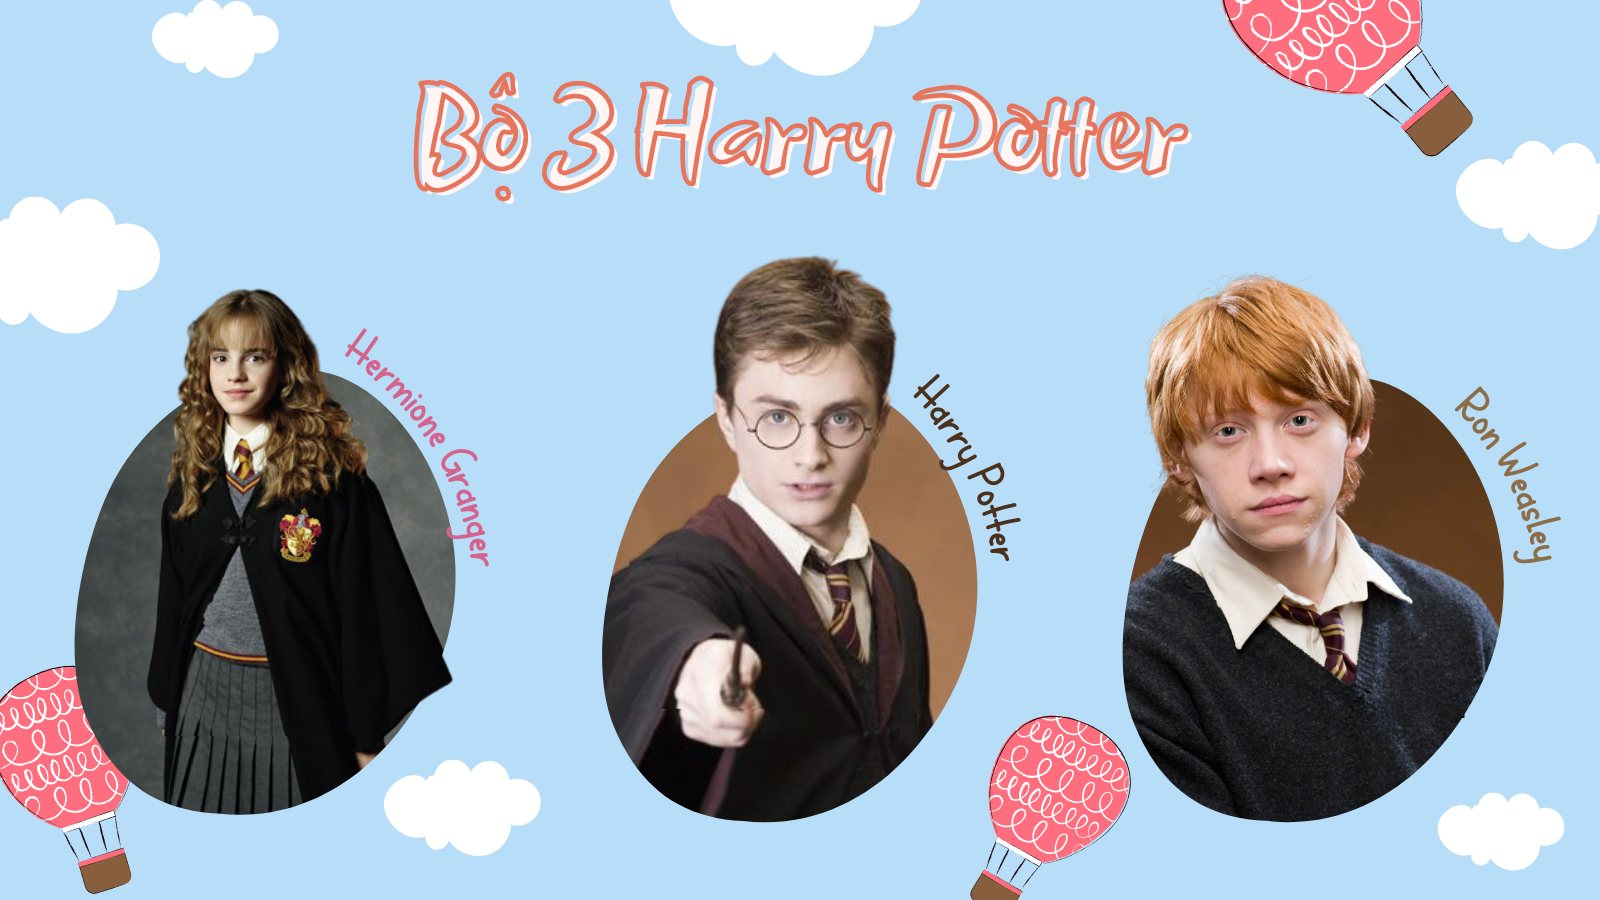 Bộ 3 Harry Potter
Hermione Granger
Harry Potter
Ron Weasley